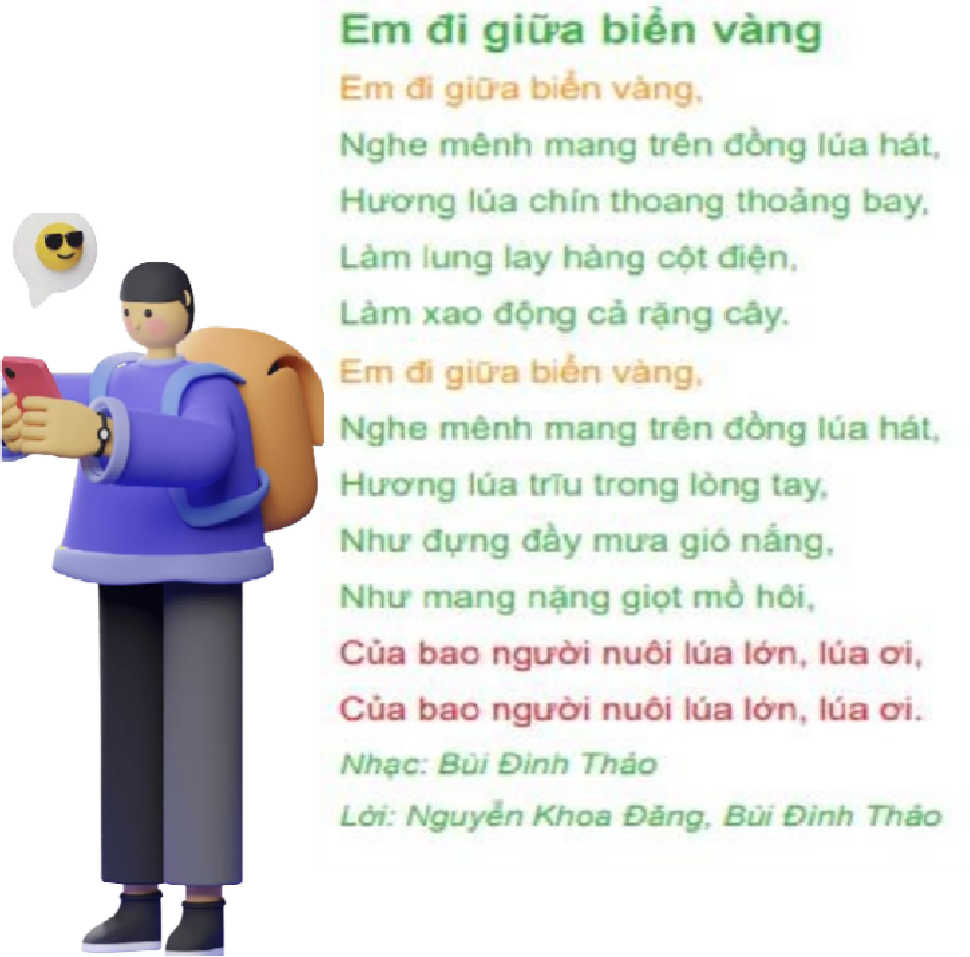 Em đi giữa biển vàng
Em đi giữa biển vàng,
Nghe mênh mang trên đồng lúa hát,
Hương lúa chín thoang thoảng bay,
Làm lung lay hàng cột điện,
Làm xao động cả rặng cây.
Em đi giữa biển vàng,
Nghe mênh mang trên đồng lúa hát,
Hương lúa trĩu trong lòng tay,
Như đựng đầy mưa gió nắng,
Như mang nặng giọt mồ hôi,
Của bao người nuôi lúa lớn, lúa ơi,
Của bao người nuôi lúa lớn, lúa ơi.
Nhạc: Bùi Đình Thảo
Lời: Nguyễn Khoa Đăng, Bùi Đình Thảo